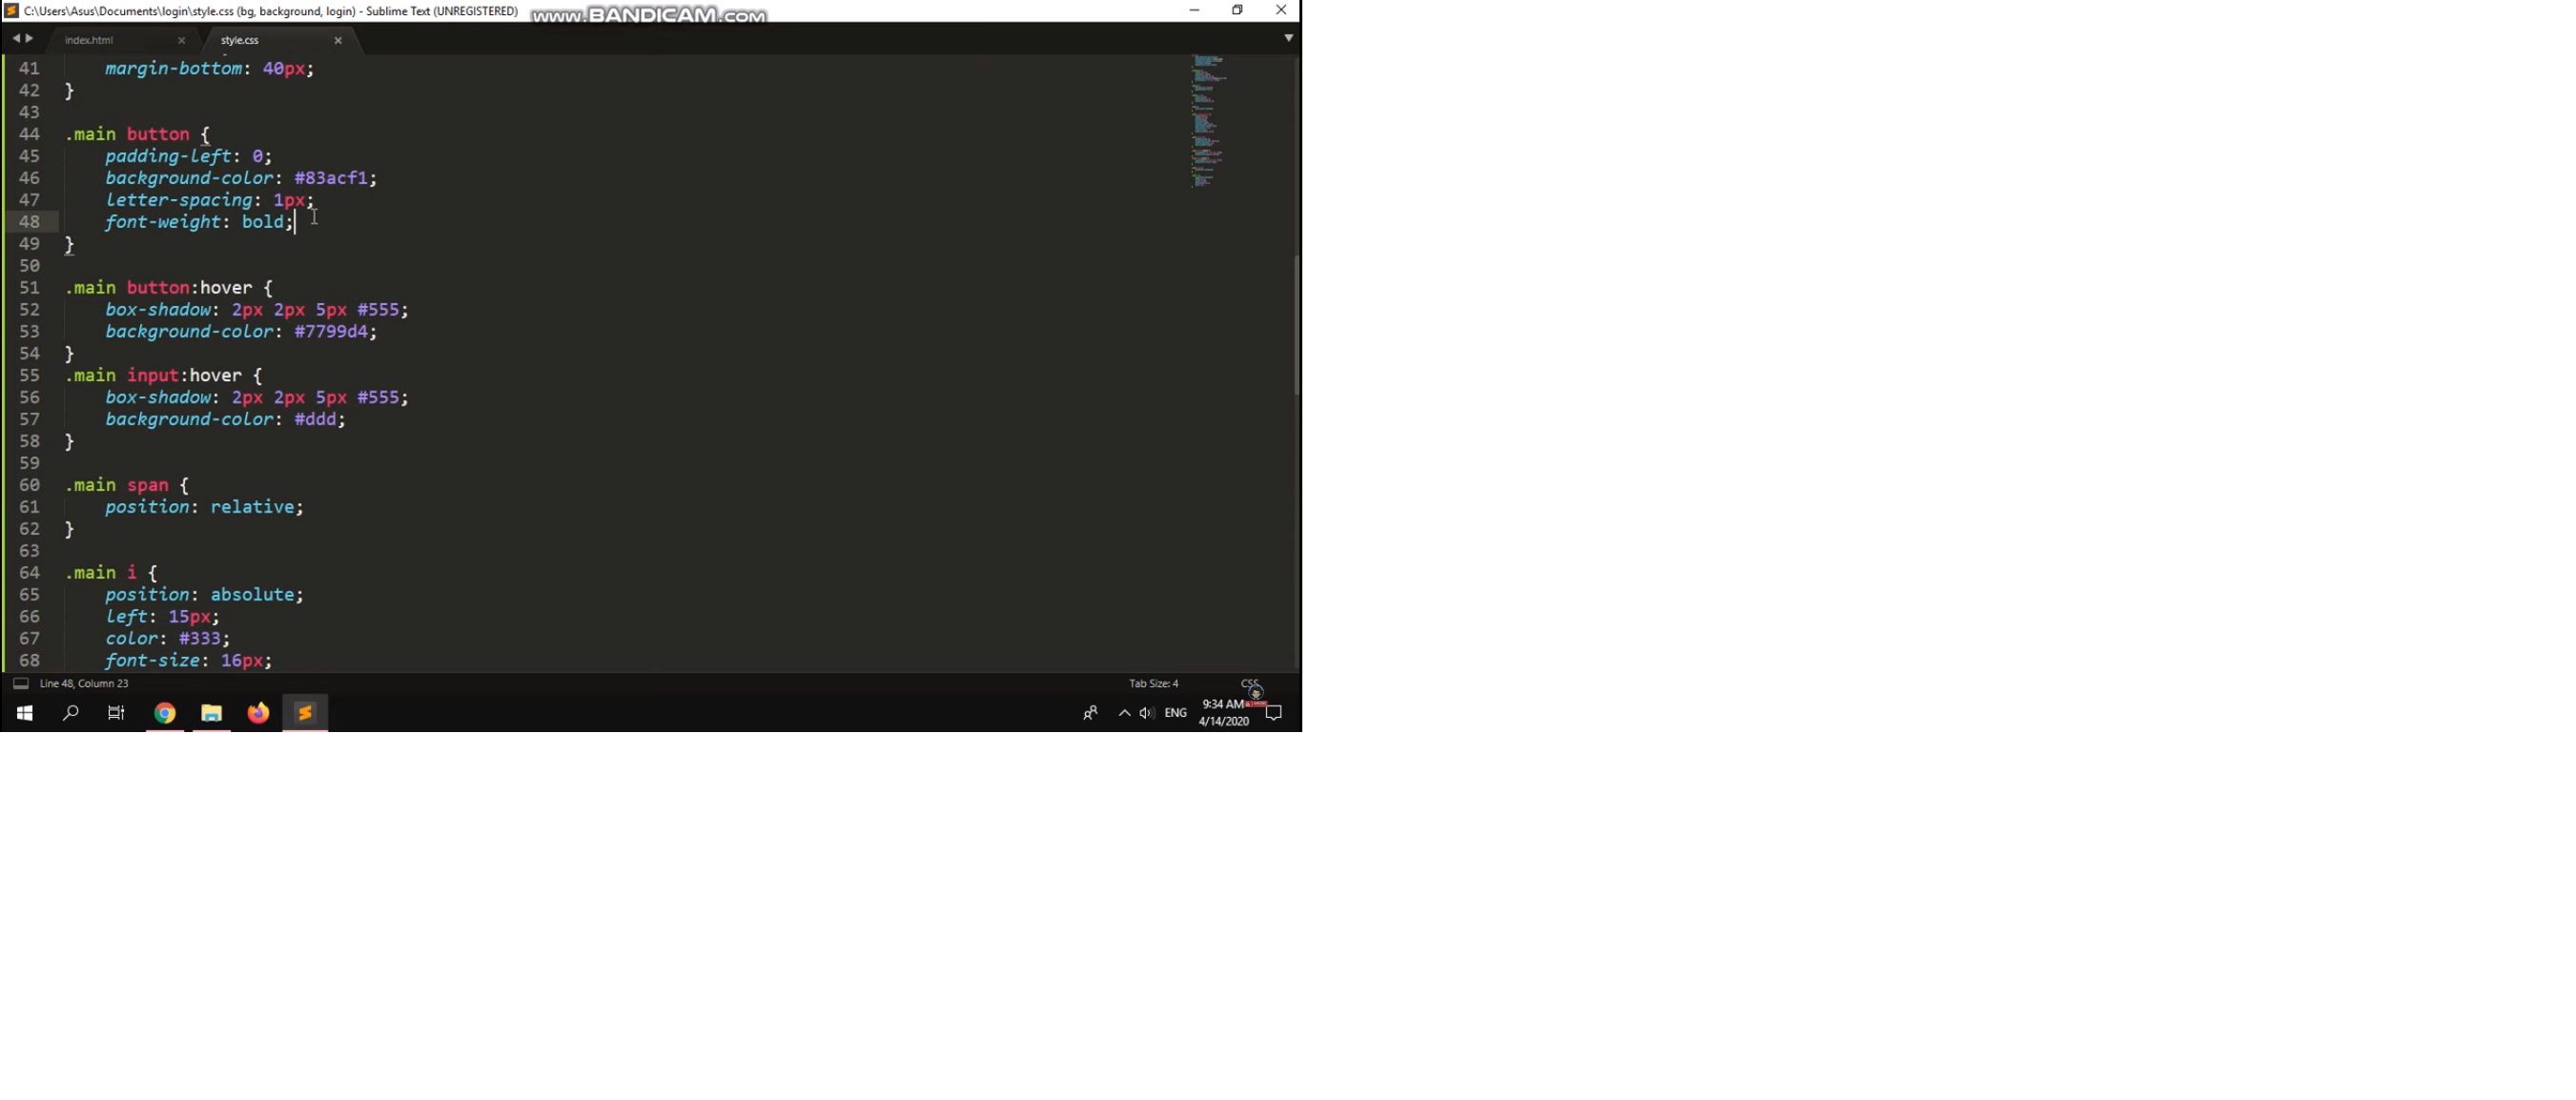 C:\Users\Asus\Documents\login\style.css (bg, background, login) - Sublime Text (UNREGISTERED)
www.BANDICAM.com
index.html
style.css
41 margin-bottom: 40px;
42 }
43
44 .main button {
45 padding-left: 0;
46 background-color: #83acf1;
47 letter-spacing: 1px;
48 font-weight: bold;
49 }
50
51 .main button:hover {
52 box-shadow: 2px 2px 5px #555;
53 background-color: #7799d4;
54 }
55 .main input:hover {
56 box-shadow: 2px 2px 5px #555;
57 background-color: #ddd;
58 }
59
60 .main span {
61 position: relative;
62 }
63
64 .main i {
65 position: absolute;
66 left: 15px;
67 color: #333;
68 font-size: 16px;
Line 48, Column 23
Tab Size: 4
CSS
ENG
9:34 AM
4/14/2020